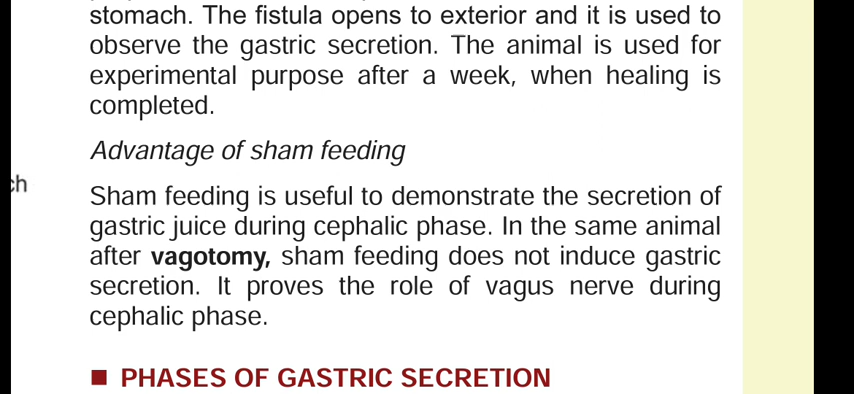 stomach. The fistula opens to exterior and it is used to
observe the gastric secretion. The animal is used for
experimental purpose after a week, when healing is
completed.
Advantage of sham feeding
ch
Sham feeding is useful to demonstrate the secretion of
gastric juice during cephalic phase. In the same animal
after vagotomy, sham feeding does not induce gastric
secretion. It proves the role of vagus nerve during
cephalic phase.
■ PHASES OF GASTRIC SECRETION